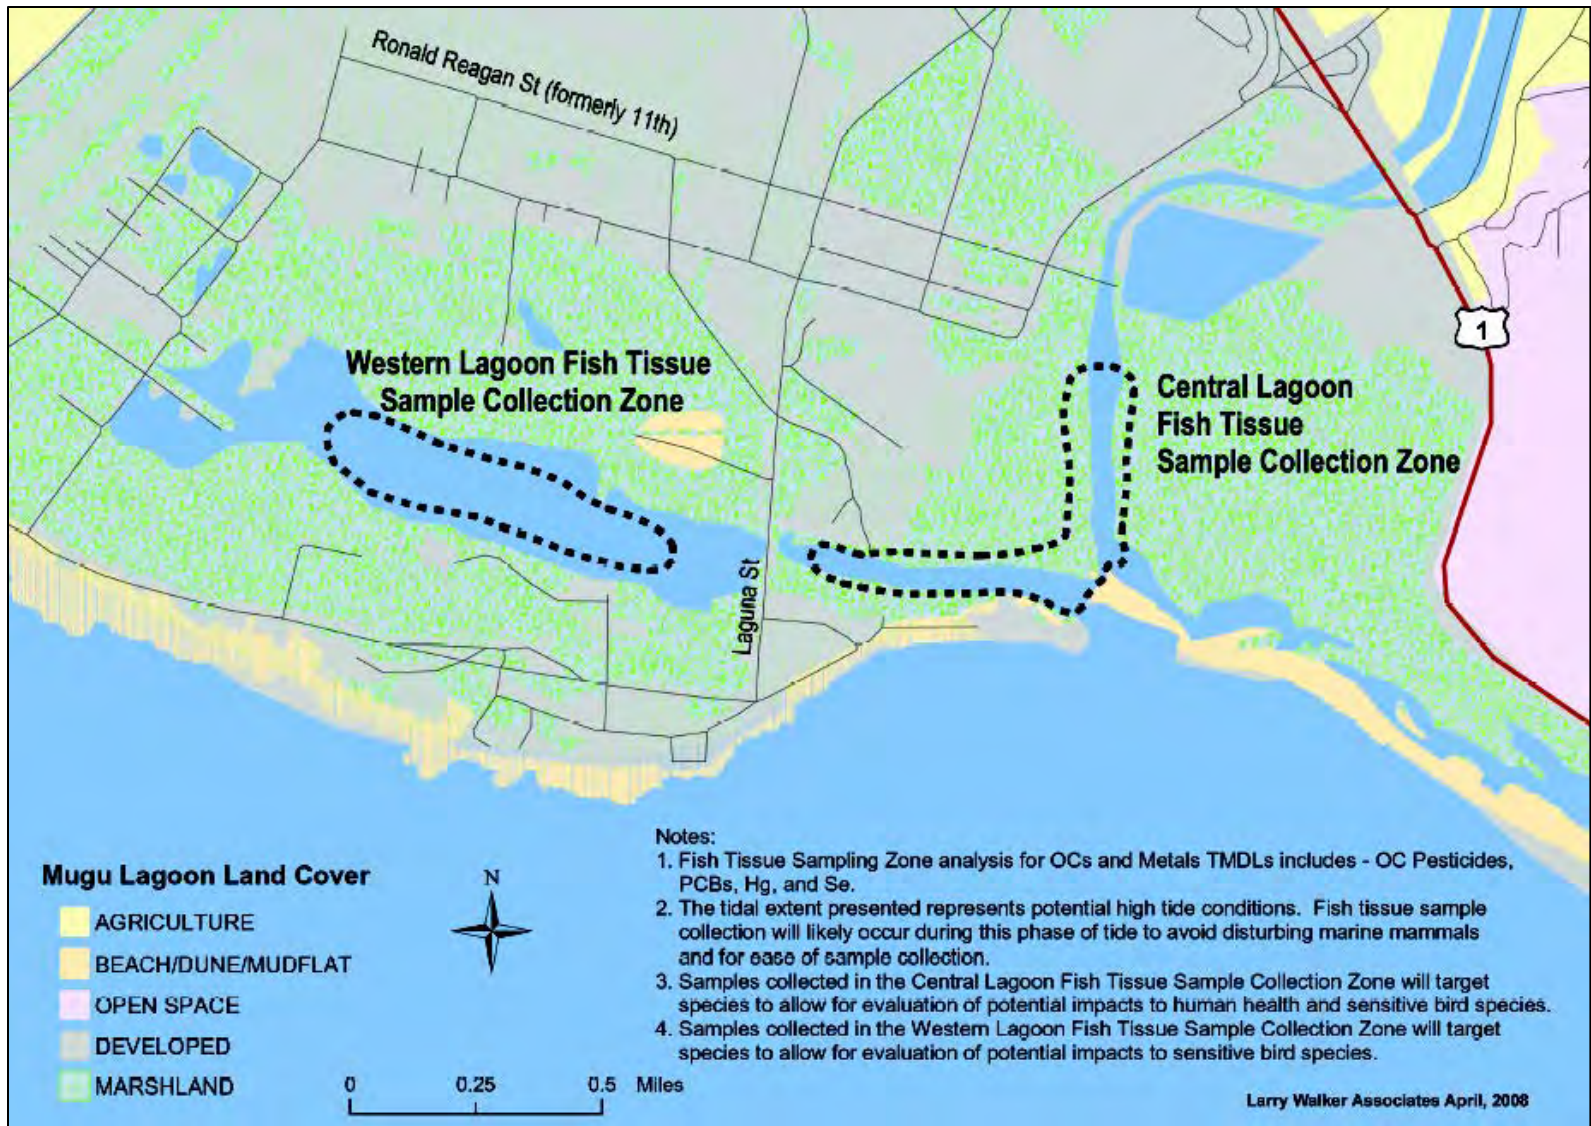 Ronald Reagan St (formerly 11th)
1
Western Lagoon Fish Tissue
Sample Collection Zone
Central Lagoon
Fish Tissue
Sample Collection Zone
Laguna St
Mugu Lagoon Land Cover
AGRICULTURE
BEACH/DUNE/MUDFLAT
OPEN SPACE
DEVELOPED
MARSHLAND
N
0 0.25 0.5 Miles
Notes:
1. Fish Tissue Sampling Zone analysis for OCs and Metals TMDLs includes - OC Pesticides,
PCBs, Hg, and Se.
2. The tidal extent presented represents potential high tide conditions. Fish tissue sample
collection will likely occur during this phase of tide to avoid disturbing marine mammals
and for ease of sample collection.
3. Samples collected in the Central Lagoon Fish Tissue Sample Collection Zone will target
species to allow for evaluation of potential impacts to human health and sensitive bird species.
4. Samples collected in the Western Lagoon Fish Tissue Sample Collection Zone will target
species to allow for evaluation of potential impacts to sensitive bird species.
Larry Walker Associates April, 2008